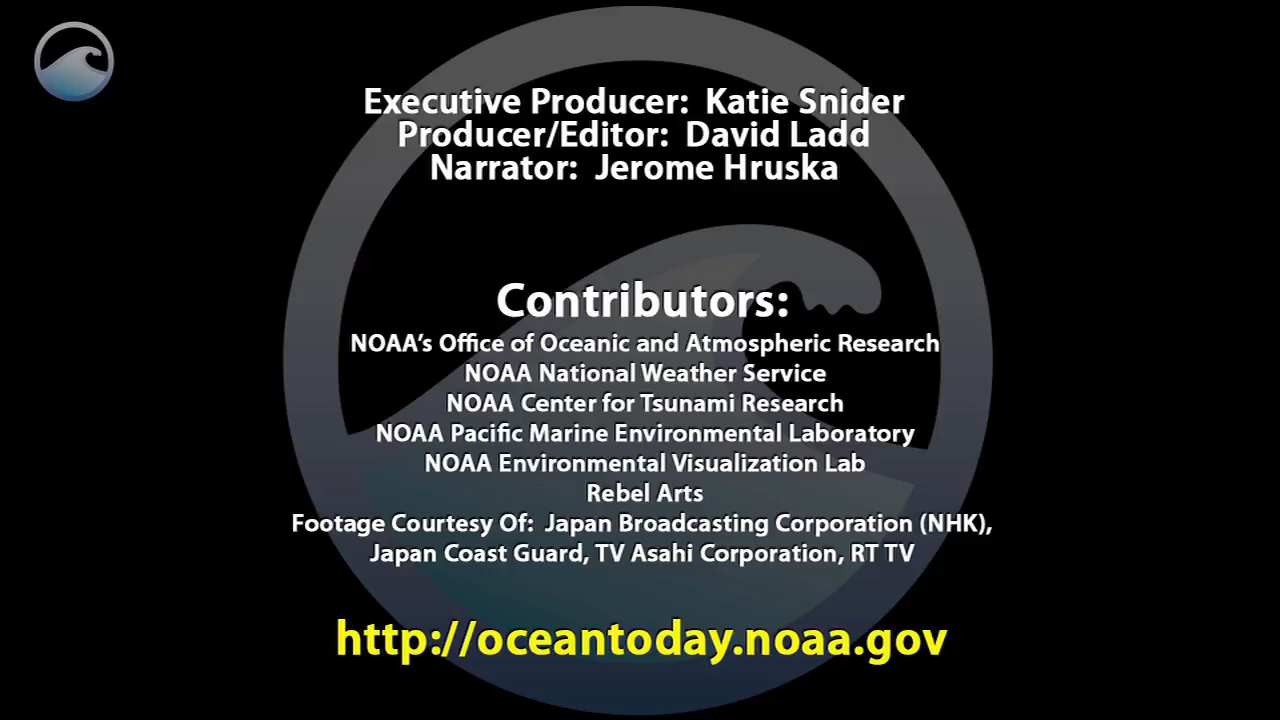 Executive Producer:  Katie Snider
Producer/Editor:  David Ladd
Narrator:  Jerome Hruska
Contributors:
NOAA's Office of Oceanic and Atmospheric Research
NOAA National Weather Service
NOAA Center for Tsunami Research
NOAA Pacific Marine Environmental Laboratory
NOAA Environmental Visualization Lab
Rebel Arts
Footage Courtesy Of:  Japan Broadcasting Corporation (NHK),
Japan Coast Guard, TV Asahi Corporation, RT TV
http://oceantoday.noaa.gov